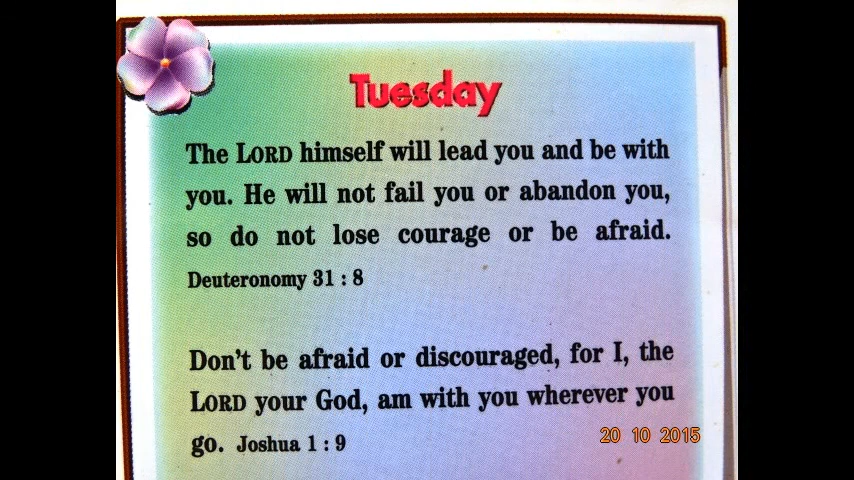 Tuesday
The LORD himself will lead you and be with
you. He will not fail you or abandon you,
so do not lose courage or be afraid.
Deuteronomy 31 : 8
Don't be afraid or discouraged, for I, the
LORD your God, am with you wherever you
go. Joshua 1 : 9
20 10 2015